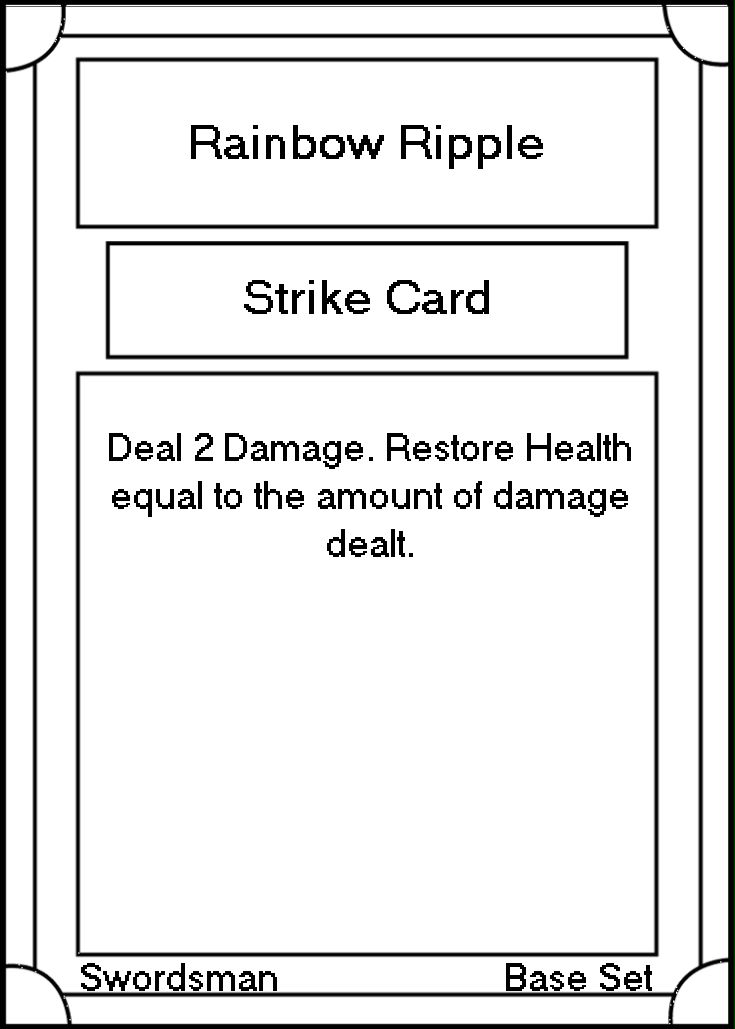 Rainbow Ripple
Strike Card
Deal 2 Damage. Restore Health
equal to the amount of damage
dealt.
Swordsman
Base Set